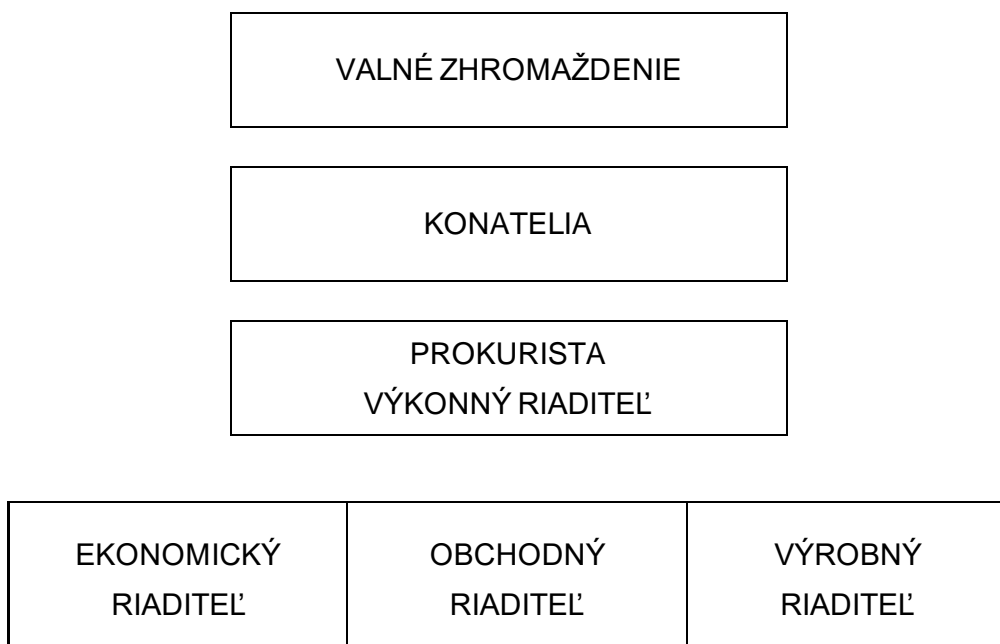 VALNÉ ZHROMAŽDENIE
KONATELIA
PROKURISTA
VÝKONNÝ RIADITEĽ
EKONOMICKÝ
RIADITEĽ
OBCHODNÝ
RIADITEĽ
VÝROBNÝ
RIADITEĽ